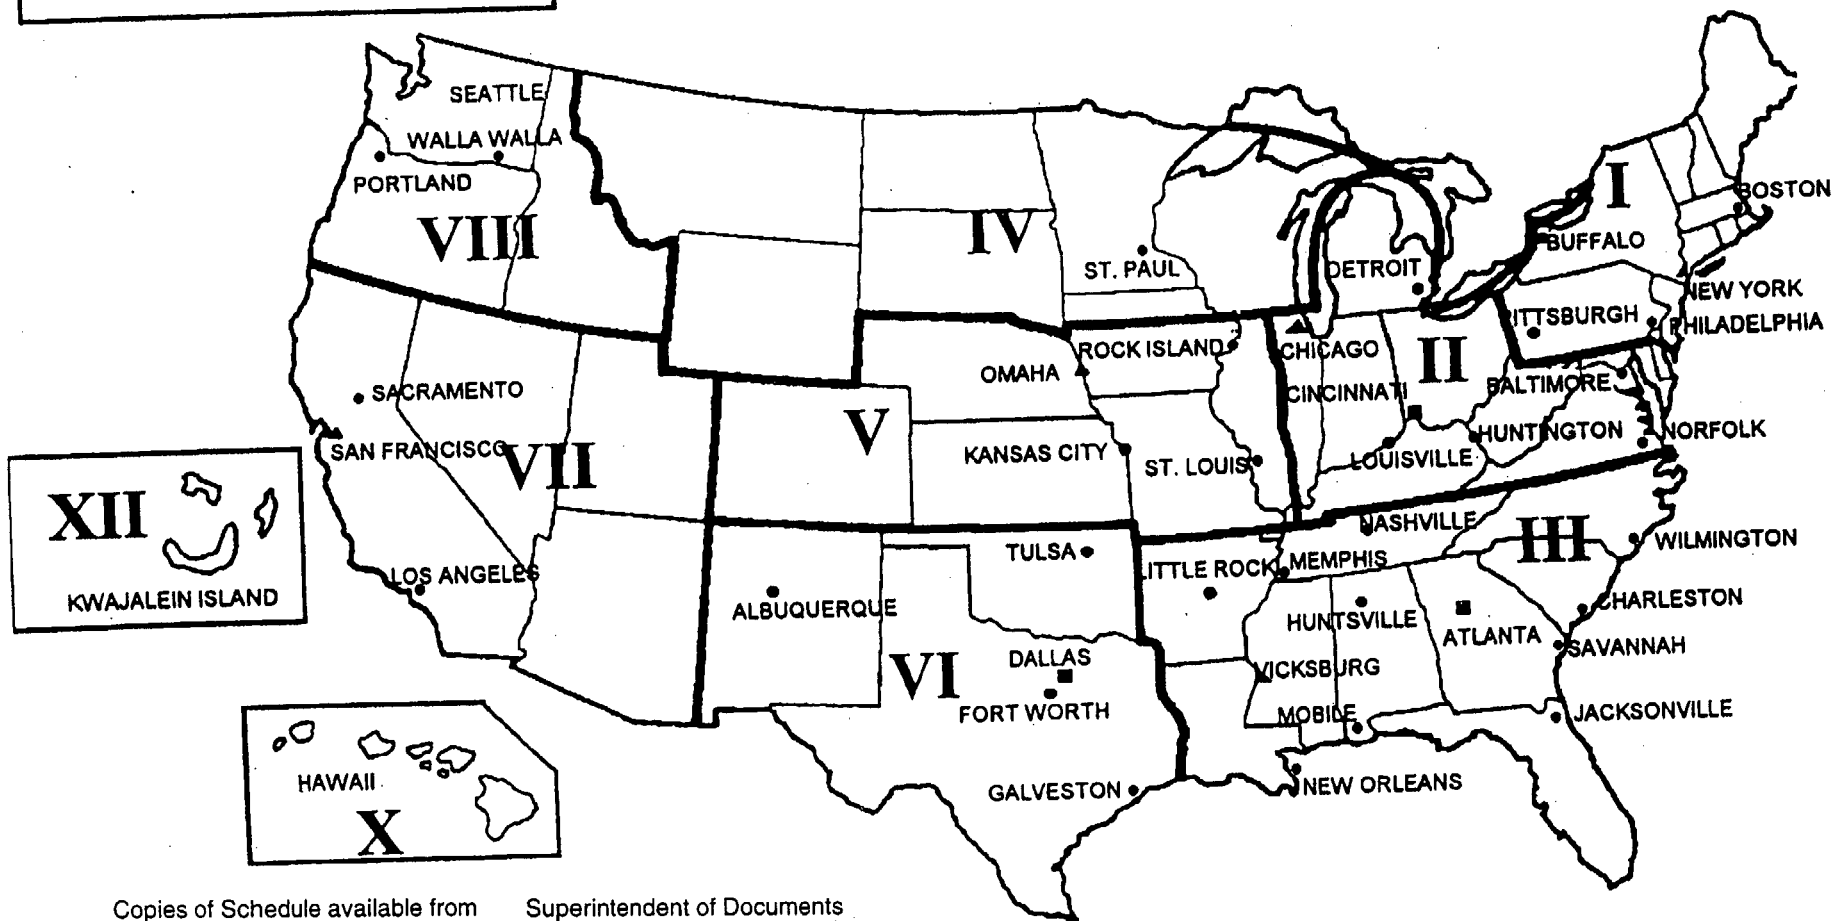 SEATTLE
WALLA WALLA
PORTLAND
VIII
IV
I
BOSTON
BUFFALO
ST. PAUL
DETROIT
NEW YORK
PITTSBURGH
PHILADELPHIA
ROCK ISLAND
CHICAGO
II
OMAHA
CINCINNATI
BALTIMORE
SACRAMENTO
V
SAN FRANCISCO
VII
KANSAS CITY
ST. LOUIS
LOUISVILLE
HUNTINGTON
NORFOLK
XII
KWAJALEIN ISLAND
LOS ANGELES
NASHVILLE
III
WILMINGTON
TULSA
LITTLE ROCK
MEMPHIS
ALBUQUERQUE
HUNTSVILLE
CHARLESTON
ATLANTA
SAVANNAH
VI
DALLAS
VICKSBURG
FORT WORTH
MOBILE
JACKSONVILLE
HAWAII
X
GALVESTON
NEW ORLEANS
Copies of Schedule available from Superintendent of Documents